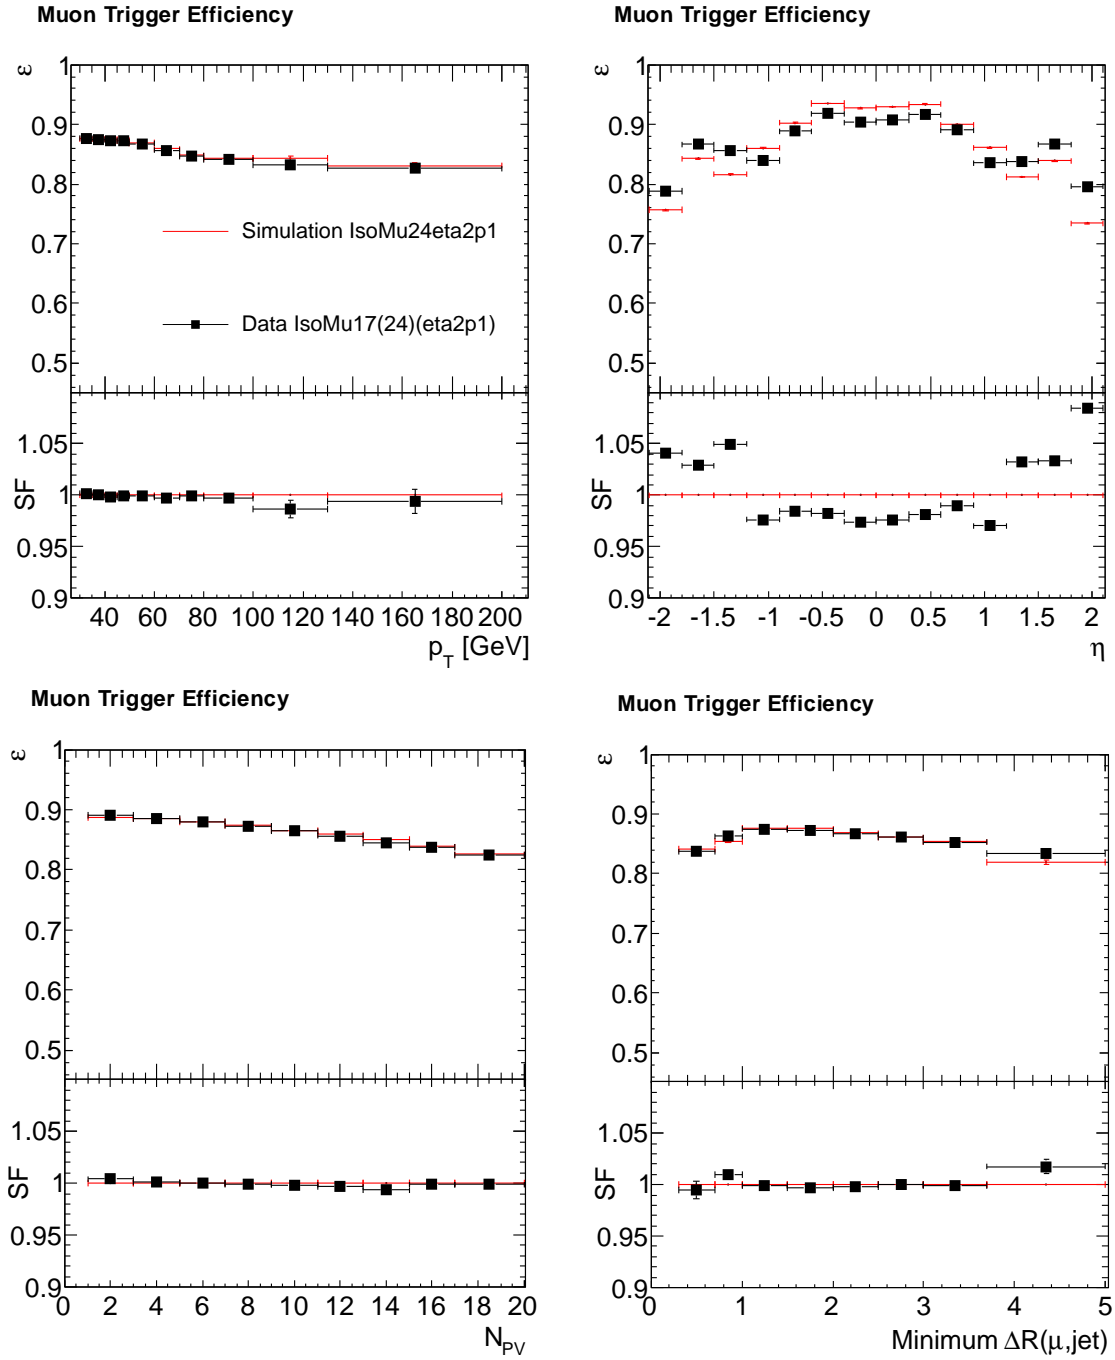 Muon Trigger Efficiency
ε
1
0.9
0.8
0.7
0.6
0.5
Simulation IsoMu24eta2p1
Data IsoMu17(24)(eta2p1)
SF
1.05
1
0.95
0.9
40 60 80 100 120 140 160 180 200
p_T [GeV]
Muon Trigger Efficiency
ε
1
0.9
0.8
0.7
0.6
0.5
SF
1.05
1
0.95
0.9
-2 -1.5 -1 -0.5 0 0.5 1 1.5 2
η
Muon Trigger Efficiency
ε
1
0.9
0.8
0.7
0.6
0.5
SF
1.05
1
0.95
0.9
0 2 4 6 8 10 12 14 16 18 20
N_PV
Muon Trigger Efficiency
ε
1
0.9
0.8
0.7
0.6
0.5
SF
1.05
1
0.95
0.9
0 1 2 3 4 5
Minimum ΔR(μ,jet)